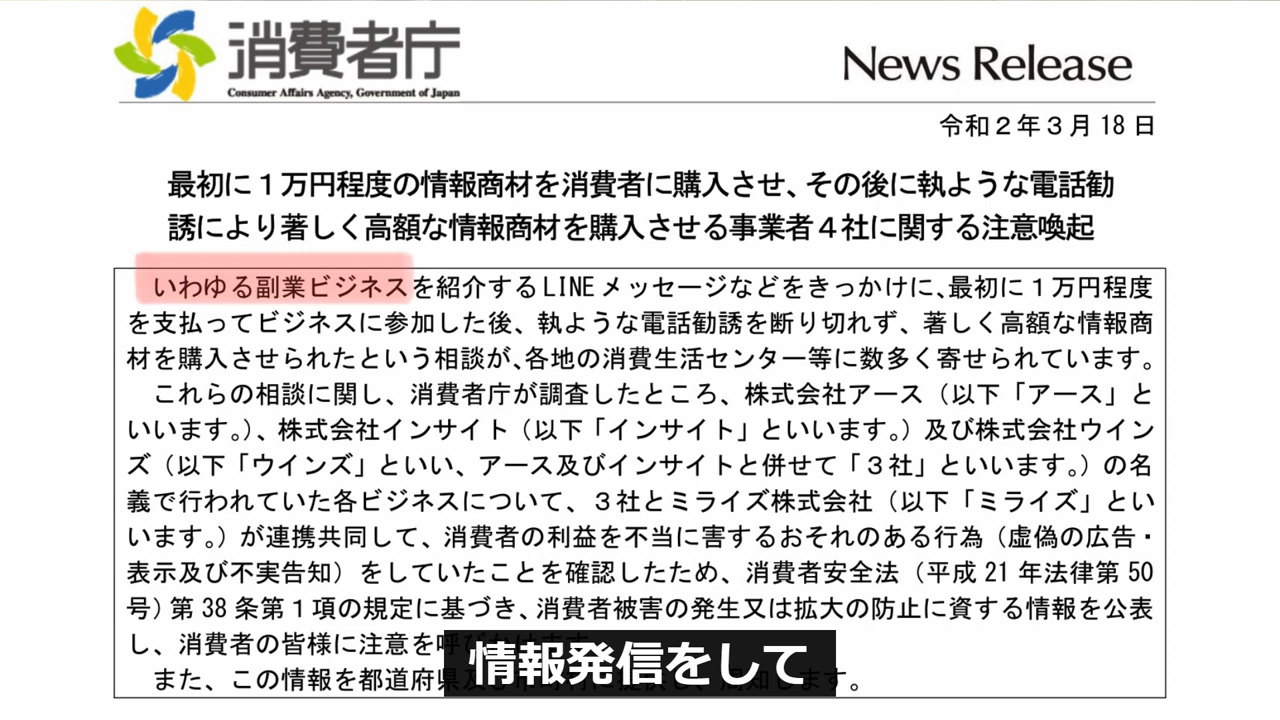 消費者庁
Consumer Affairs Agency, Government of Japan
News Release
令和２年３月 18 日
最初に１万円程度の情報商材を消費者に購入させ、その後に執ような電話勧
誘により著しく高額な情報商材を購入させる事業者４社に関する注意喚起
いわゆる副業ビジネスを紹介するLINEメッセージなどをきっかけに、最初に１万円程度
を支払ってビジネスに参加した後、執ような電話勧誘を断り切れず、著しく高額な情報商
材を購入させられたという相談が、各地の消費生活センター等に数多く寄せられています。
これらの相談に関し、消費者庁が調査したところ、株式会社アース（以下「アース」と
いいます。）、株式会社インサイト（以下「インサイト」といいます。）及び株式会社ウイン
ズ（以下「ウインズ」といい、アース及びインサイトと併せて「３社」といいます。）の名
義で行われていた各ビジネスについて、３社とミライズ株式会社（以下「ミライズ」とい
います。）が連携共同して、消費者の利益を不当に害するおそれのある行為（虚偽の広告・
表示及び不実告知）をしていたことを確認したため、消費者安全法（平成 21 年法律第 50
号）第 38 条第１項の規定に基づき、消費者被害の発生又は拡大の防止に資する情報を公表
し、消費者の皆様に注意を
また、この情報を都道府
情報発信をして